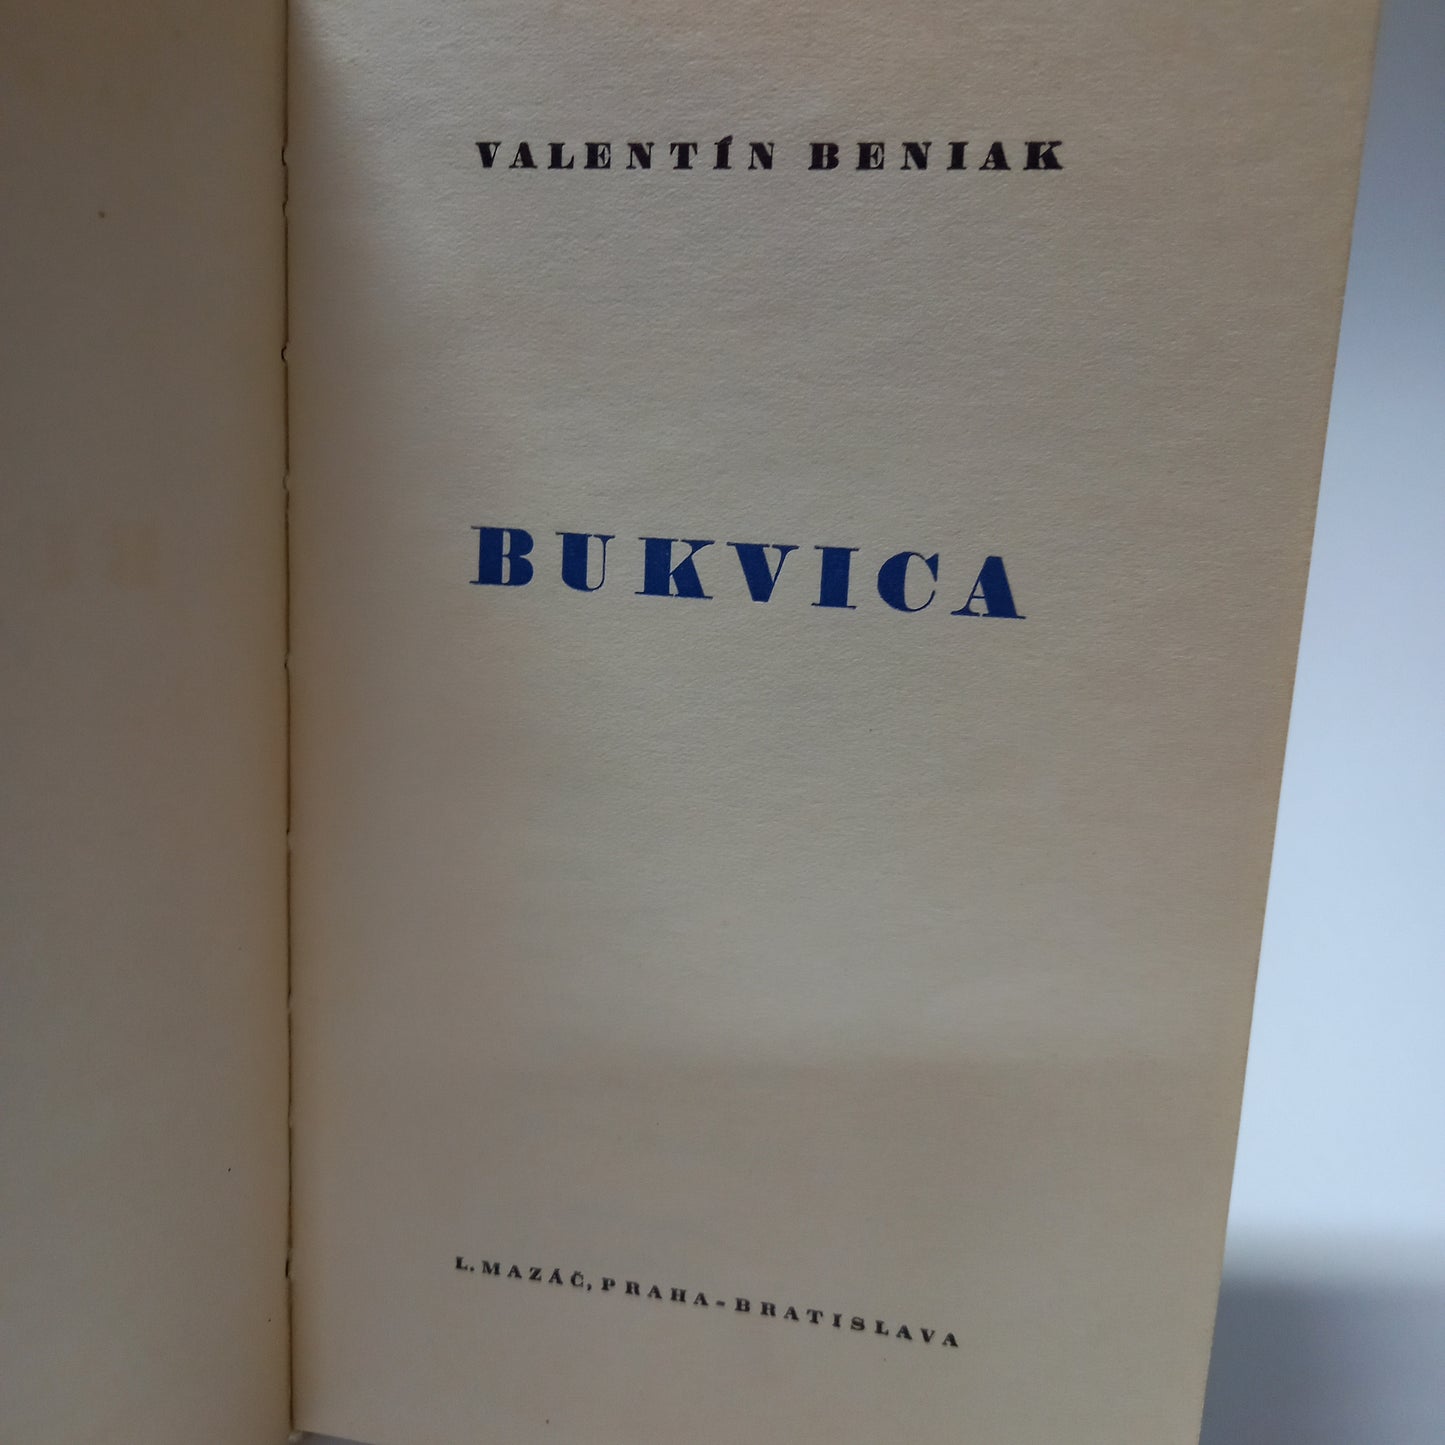 VALENTÍN BENIAK
BUKVICA
L. MAZÁČ, PRAHA-BRATISLAVA